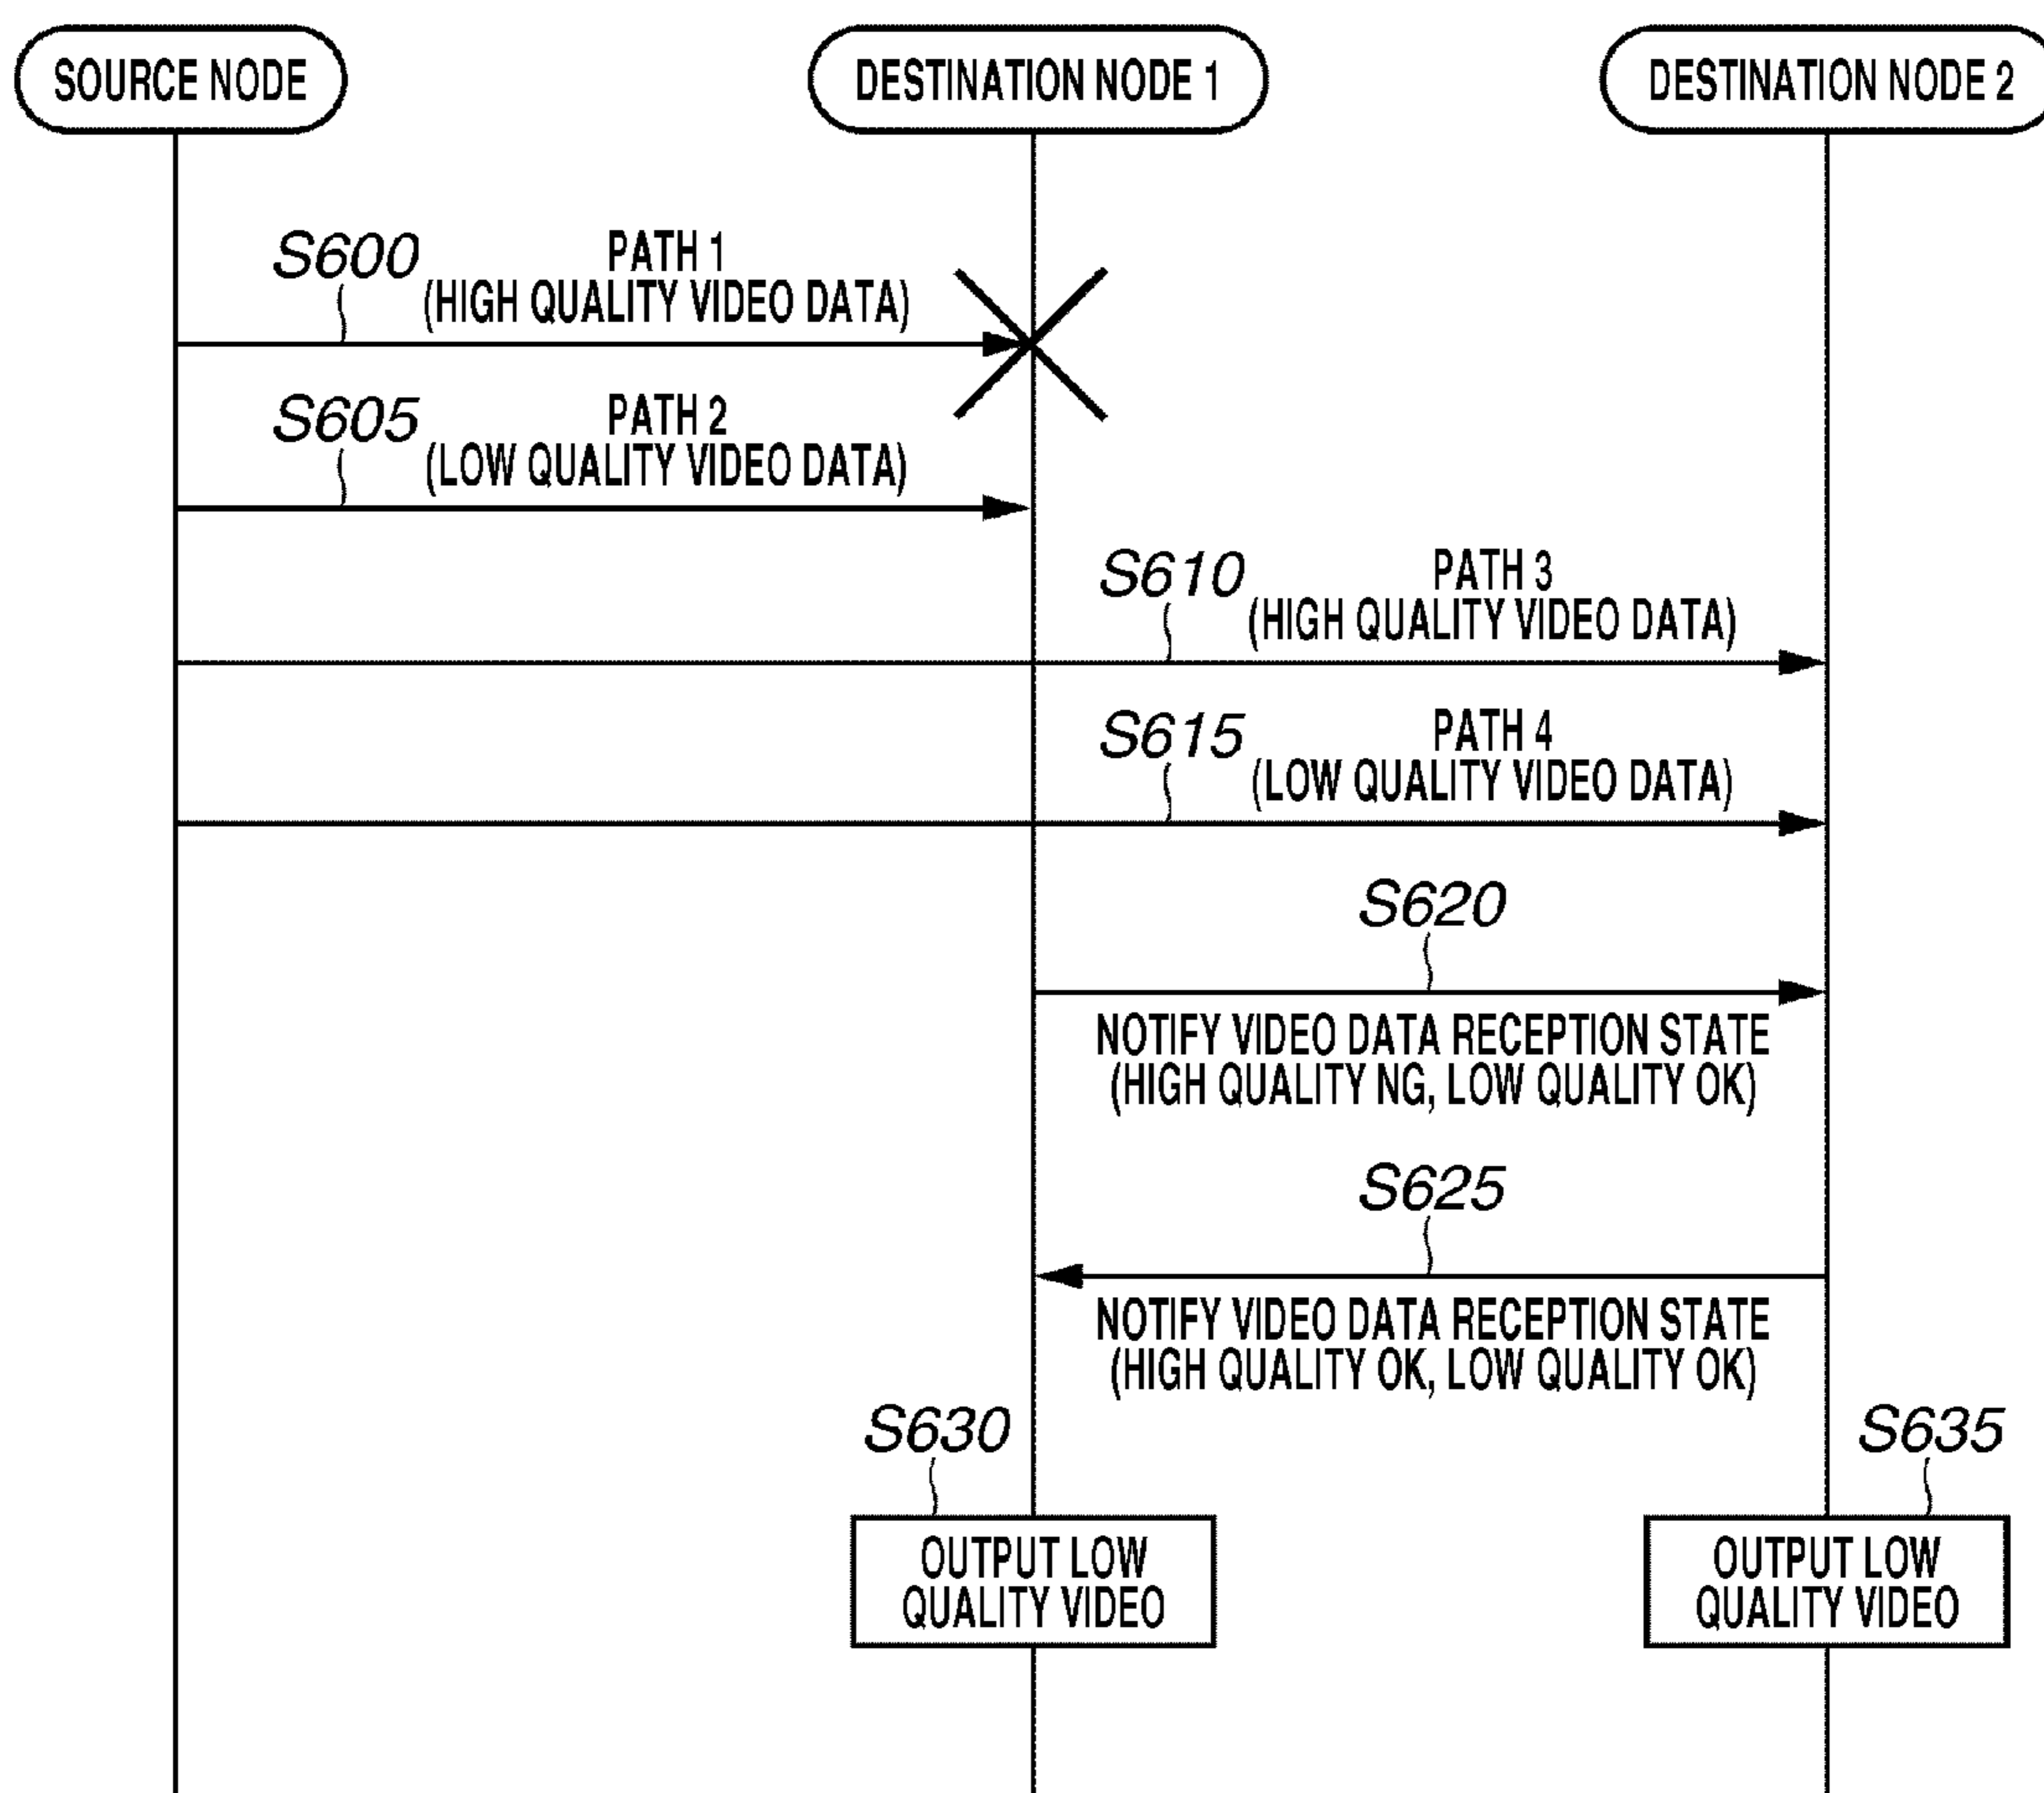 SOURCE NODE
DESTINATION NODE 1
DESTINATION NODE 2
S600
PATH 1
(HIGH QUALITY VIDEO DATA)
S605
PATH 2
(LOW QUALITY VIDEO DATA)
S610
PATH 3
(HIGH QUALITY VIDEO DATA)
S615
PATH 4
(LOW QUALITY VIDEO DATA)
S620
NOTIFY VIDEO DATA RECEPTION STATE
(HIGH QUALITY NG, LOW QUALITY OK)
S625
NOTIFY VIDEO DATA RECEPTION STATE
(HIGH QUALITY OK, LOW QUALITY OK)
S630
OUTPUT LOW
QUALITY VIDEO
S635
OUTPUT LOW
QUALITY VIDEO